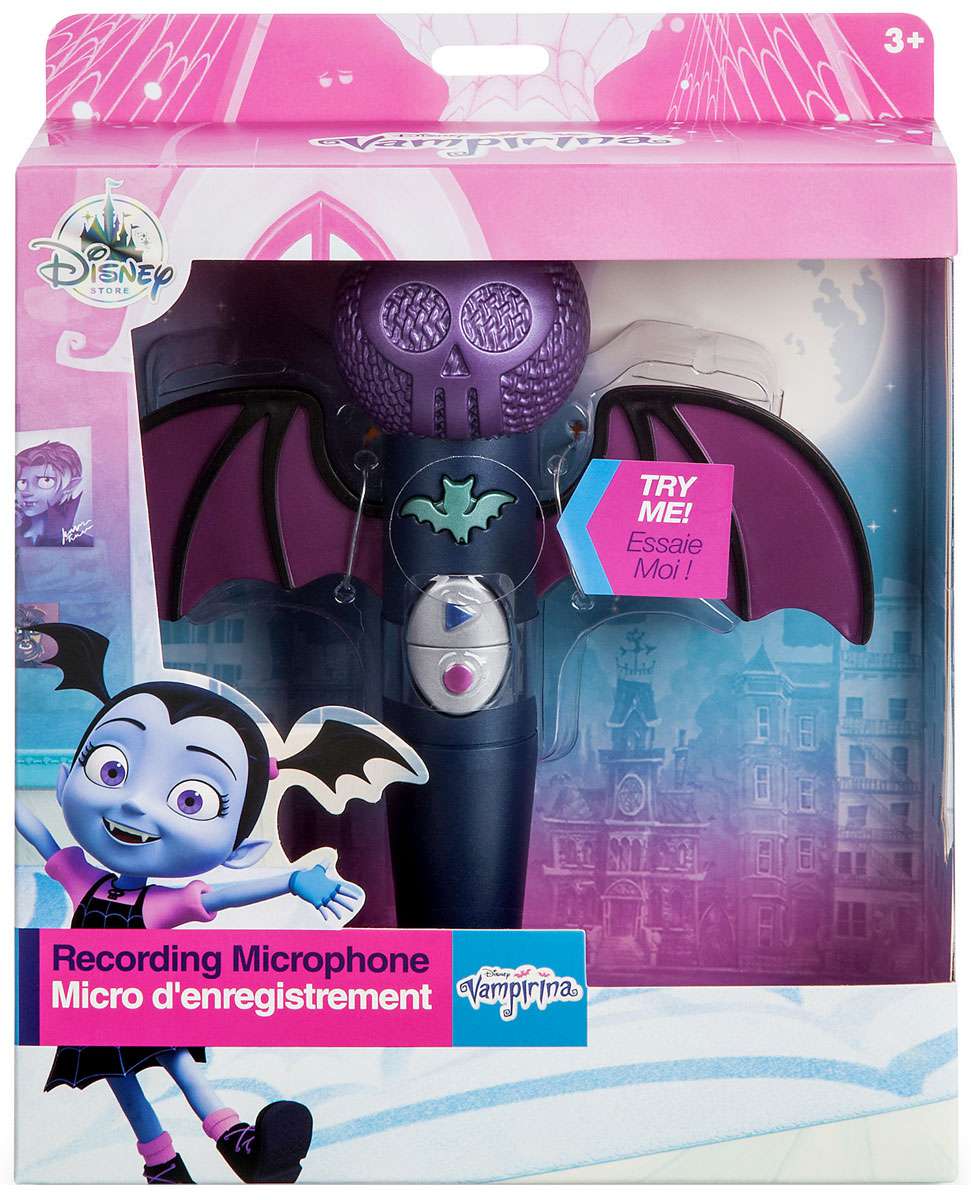 3+
Disney
Vampirina
Disney
STORE
TRY
ME!
Essaie
Moi !
Recording Microphone
Micro d'enregistrement
Disney
Vampirina